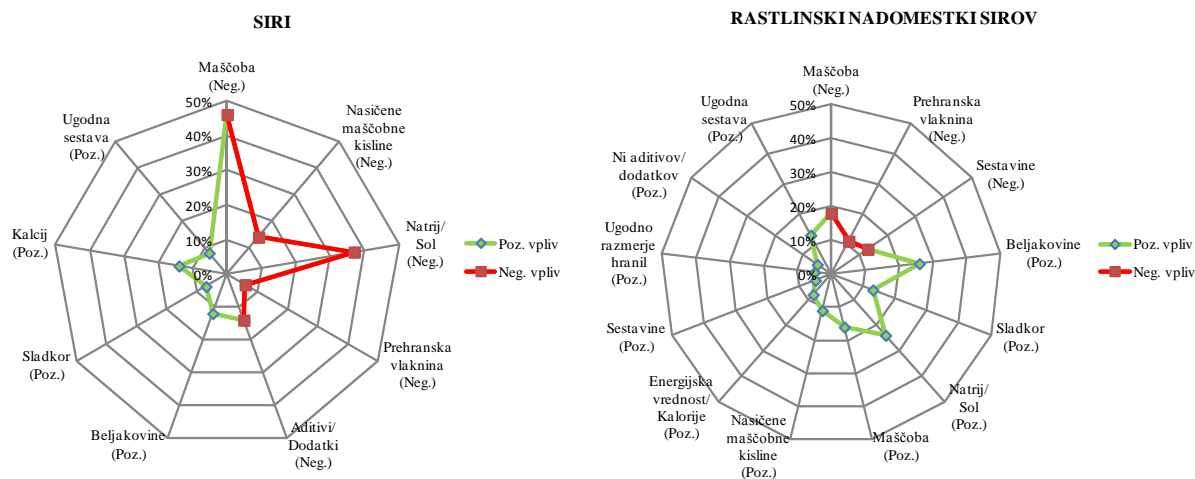 SIRI
Maščoba
(Neg.)
Nasičene
maščobne
kisline
(Neg.)
Natrij/
Sol
(Neg.)
Prehranska
vlaknina
(Neg.)
Aditivi/
Dodatki
(Neg.)
Beljakovine
(Poz.)
Sladkor
(Poz.)
Kalcij
(Poz.)
Ugodna
sestava
(Poz.)
50%
40%
30%
20%
10%
0%
Poz. vpliv
Neg. vpliv
RASTLINSKI NADOMESTKI SIROV
Maščoba
(Neg.)
Prehranska
vlaknina
(Neg.)
Sestavine
(Neg.)
Beljakovine
(Poz.)
Sladkor
(Poz.)
Natrij/
Sol
(Poz.)
Maščoba
(Poz.)
Nasičene
maščobne
kisline
(Poz.)
Energijska
vrednost/
Kalorije
(Poz.)
Sestavine
(Poz.)
Ugodno
razmerje
hranil (Poz.)
Ni aditivov/
dodatkov
(Poz.)
Ugodna
sestava
(Poz.)
50%
40%
30%
20%
10%
0%
Poz. vpliv
Neg. vpliv